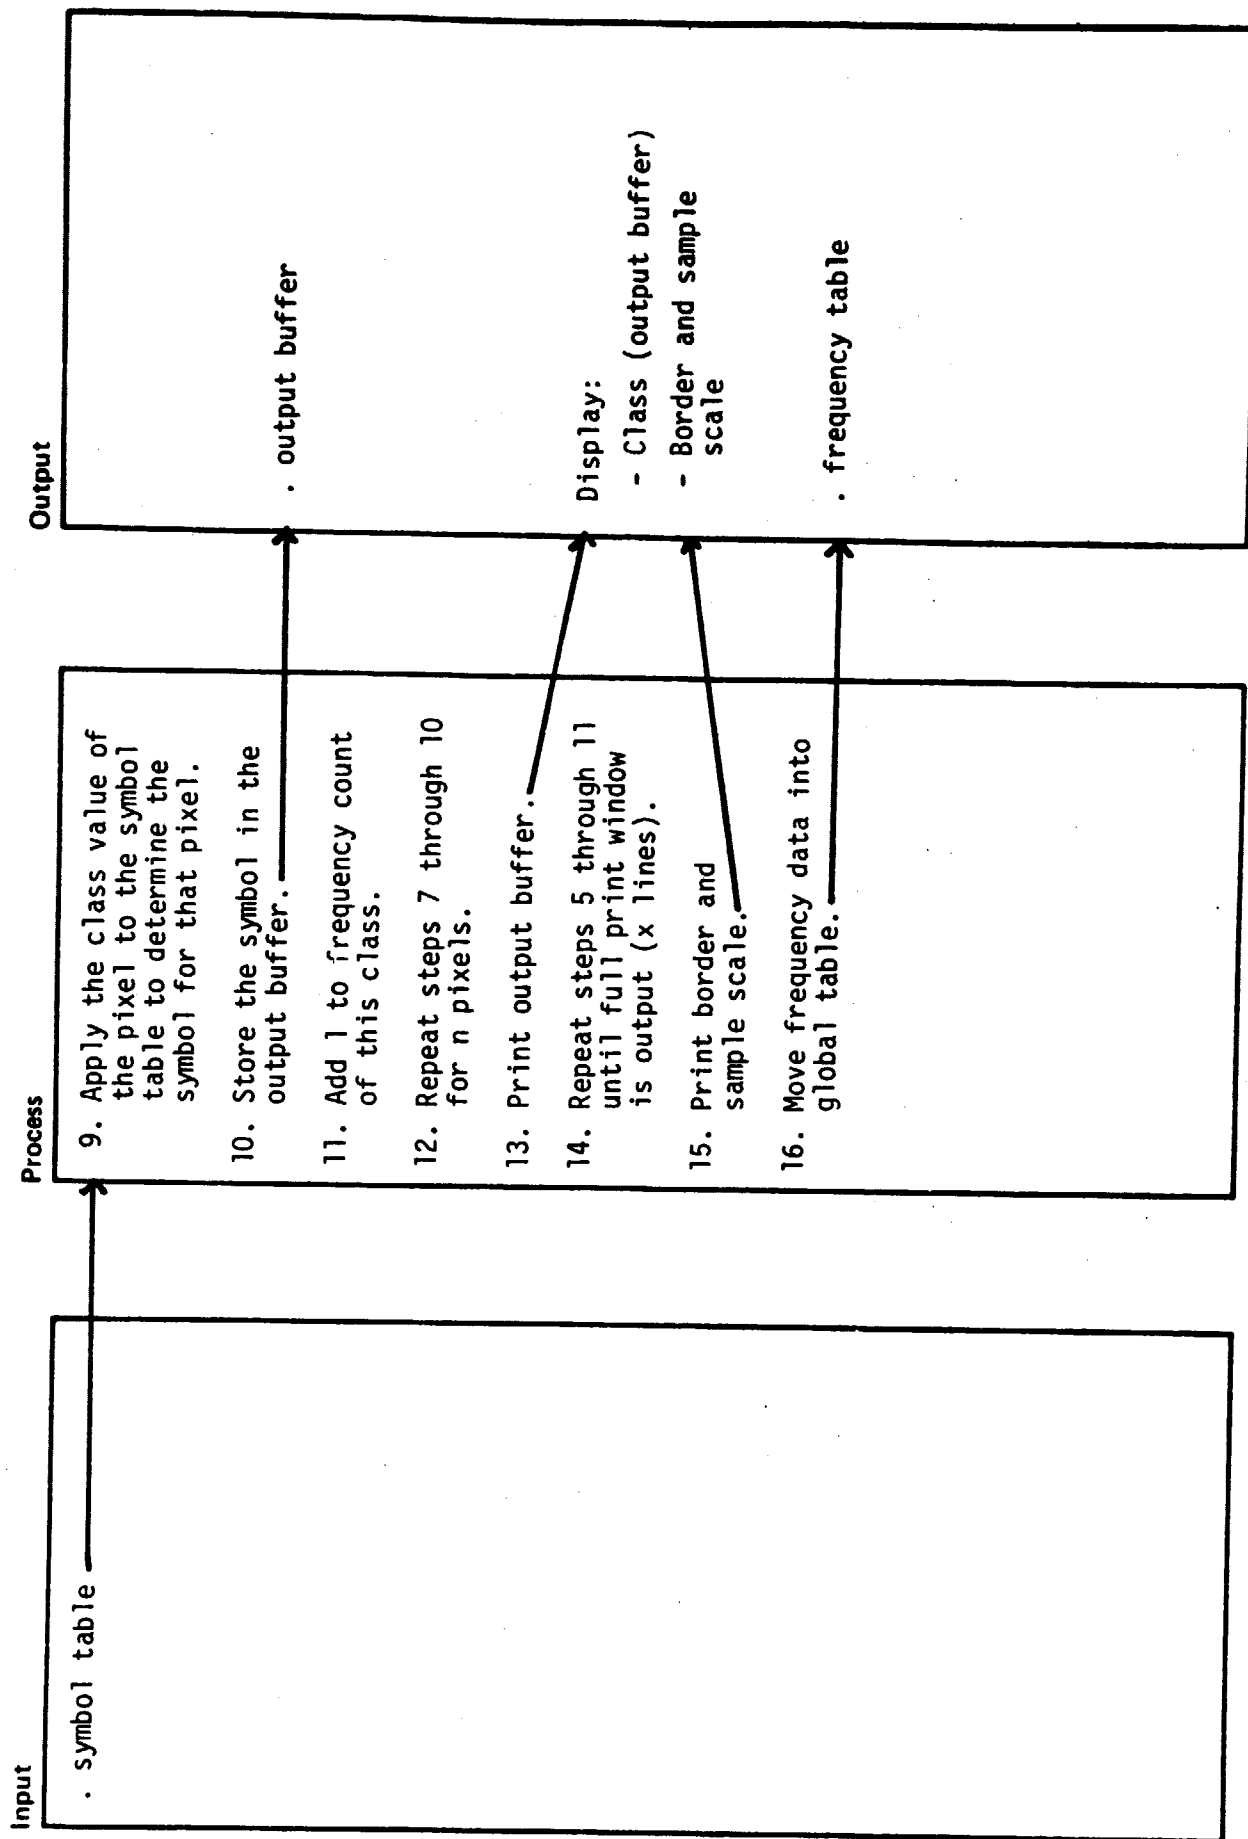 Input
. symbol table
Process
9. Apply the class value of
the pixel to the symbol
table to determine the
symbol for that pixel.
10. Store the symbol in the
output buffer.
11. Add 1 to frequency count
of this class.
12. Repeat steps 7 through 10
for n pixels.
13. Print output buffer.
14. Repeat steps 5 through 11
until full print window
is output (x lines).
15. Print border and
sample scale.
16. Move frequency data into
global table.
Output
. output buffer
Display:
- Class (output buffer)
- Border and sample
scale
. frequency table